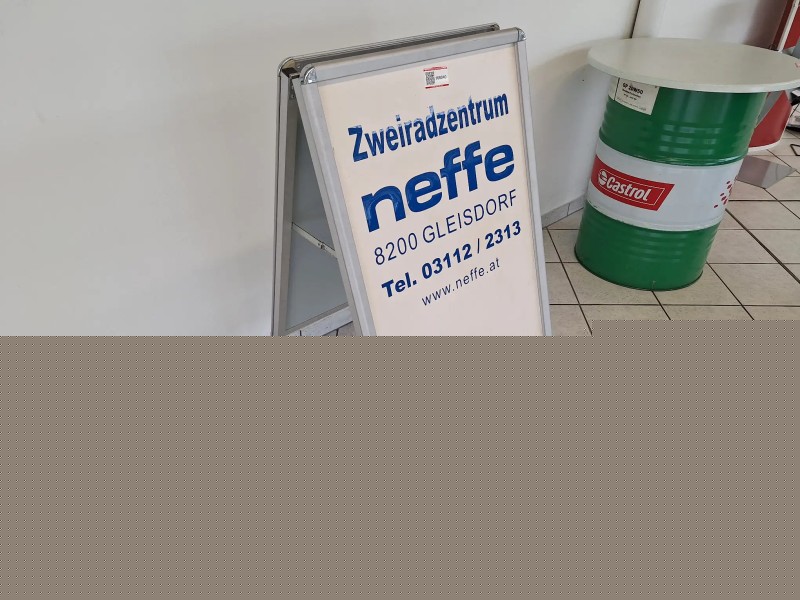 Zweiradzentrum
neffe
8200 GLEISDORF
Tel. 03112 / 2313
www.neffe.at
Castrol